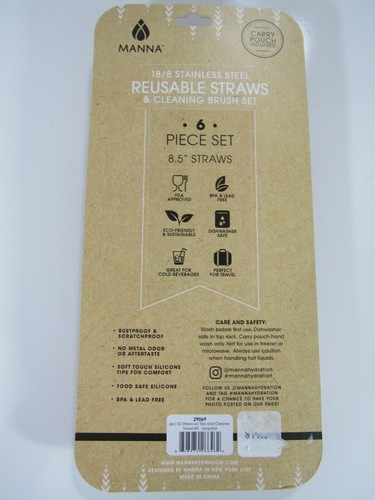 MANNA
CARRY
POUCH
INCLUDED
18/8 STAINLESS STEEL
REUSABLE STRAWS
& CLEANING BRUSH SET
• 6 •
PIECE SET
8.5" STRAWS
FDA
APPROVED
BPA & LEAD
FREE
ECO-FRIENDLY
& SUSTAINABLE
DISHWASHER
SAFE
GREAT FOR
COLD BEVERAGES
PERFECT
FOR TRAVEL
• RUSTPROOF &
SCRATCHPROOF
• NO METAL ODOR
OR AFTERTASTE
• SOFT TOUCH SILICONE
TIPS FOR COMFORT
• FOOD SAFE SILICONE
• BPA & LEAD FREE
CARE AND SAFETY:
Wash before first use. Dishwasher
safe in top rack. Carry pouch hand
wash only. Not for use in freezer or
microwave. Always use caution
when handling hot liquids.
@mannahydration
/mannahydration
FOLLOW US @MANNAHYDRATION
AND TAG #MANNAHYDRATION
FOR A CHANCE TO HAVE YOUR
PHOTO POSTED ON OUR PAGE!
29069
WWW.MANNAHYDRATION.COM
DESIGNED BY MANNA IN NEW YORK CITY
MADE IN CHINA